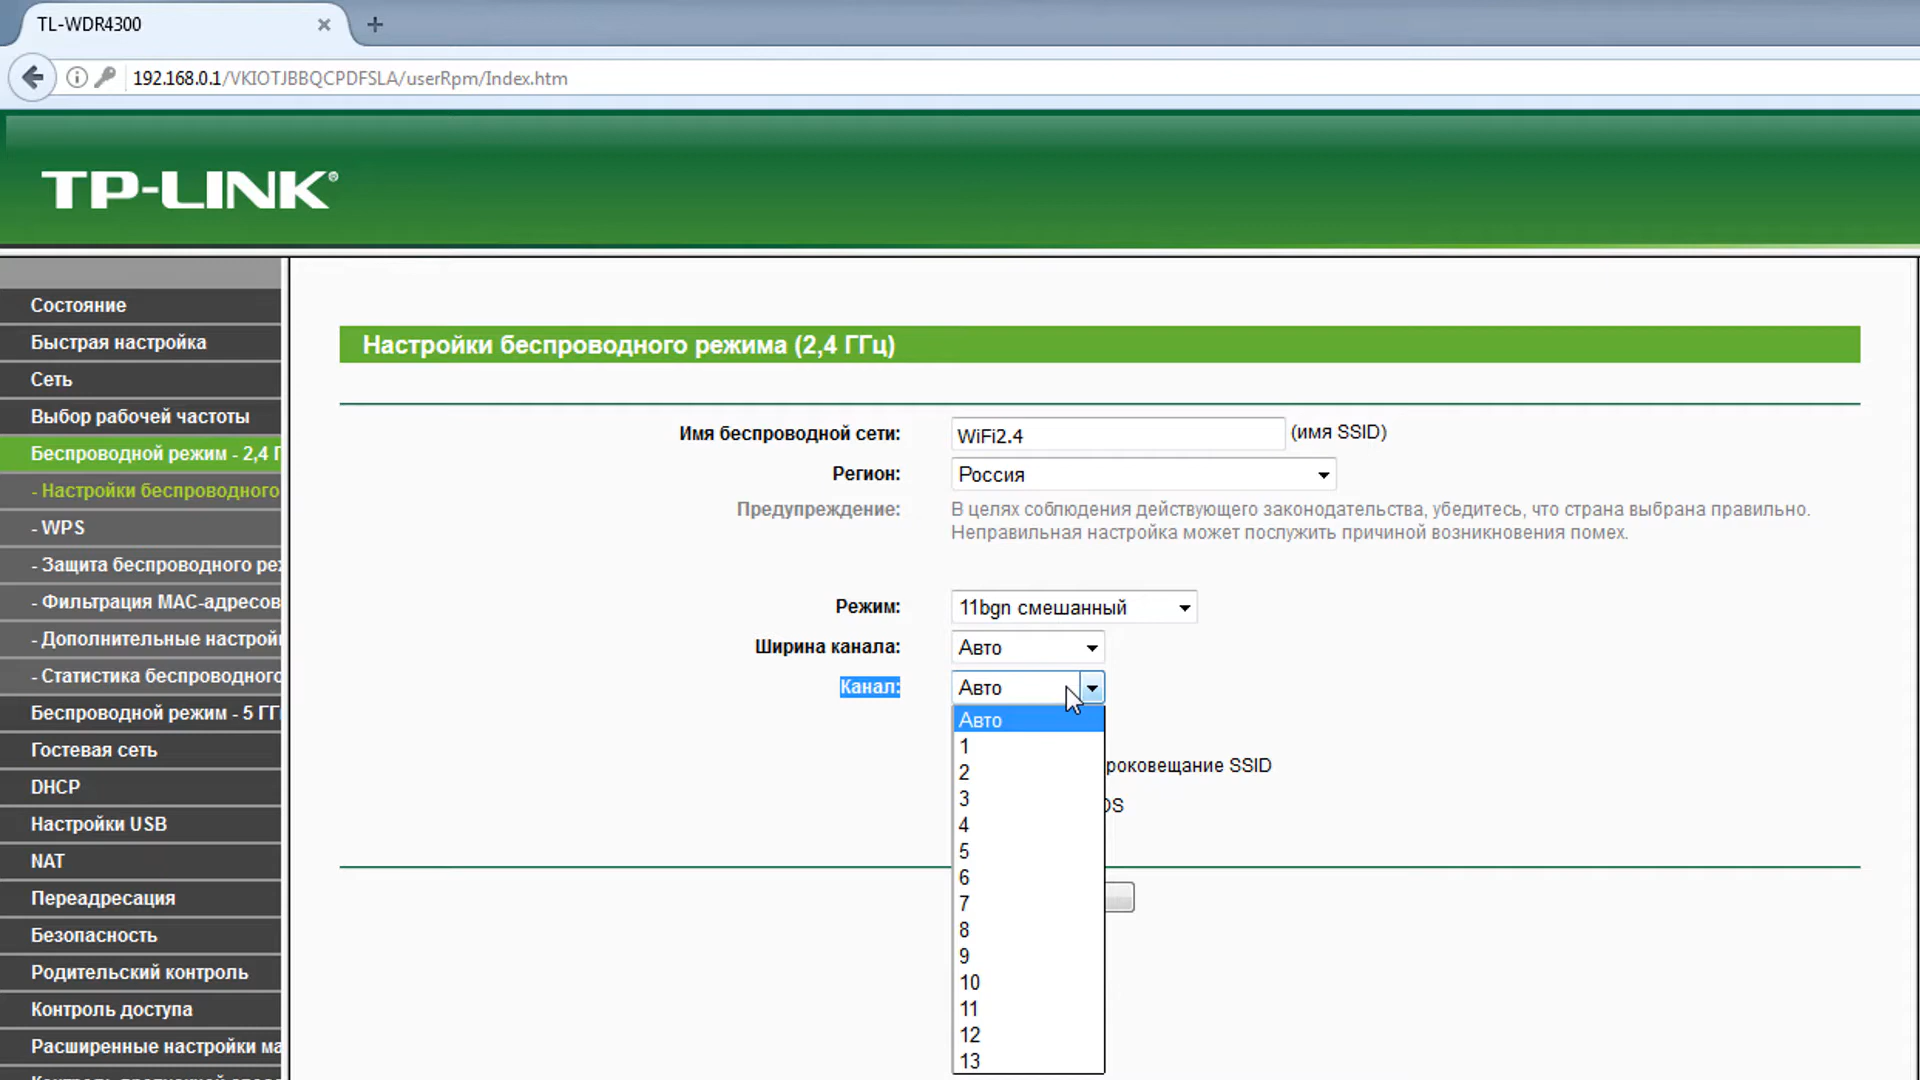 TL-WDR4300
192.168.0.1/VKIOTJBBQCPDFSLA/userRpm/Index.htm
TP-LINK®
Состояние
Быстрая настройка
Сеть
Выбор рабочей частоты
Беспроводной режим - 2,4 Г
- Настройки беспроводного
- WPS
- Защита беспроводного ре
- Фильтрация MAC-адресов
- Дополнительные настрой
- Статистика беспроводного
Беспроводной режим - 5 ГГ
Гостевая сеть
DHCP
Настройки USB
NAT
Переадресация
Безопасность
Родительский контроль
Контроль доступа
Расширенные настройки ма
Настройки беспроводного режима (2,4 ГГц)
Имя беспроводной сети: WiFi2.4 (имя SSID)
Регион: Россия
Предупреждение: В целях соблюдения действующего законодательства, убедитесь, что страна выбрана правильно.
Неправильная настройка может послужить причиной возникновения помех.
Режим: 11bgn смешанный
Ширина канала: Авто
Канал: Авто
Авто
1
2
роковещание SSID
3
DS
4
5
6
7
8
9
10
11
12
13